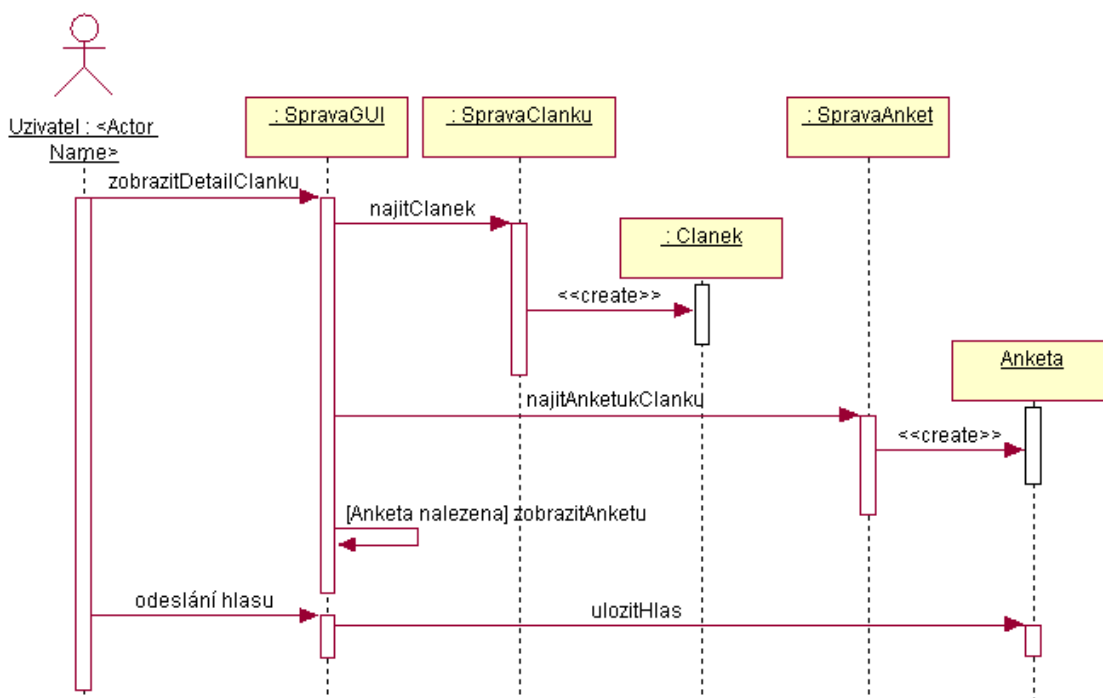 Uzivatel : <Actor
Name>
: SpravaGUI
: SpravaClanku
: SpravaAnket
zobrazitDetailClanku
najitClanek
: Clanek
<<create>>
Anketa
najitAnketukClanku
<<create>>
[Anketa nalezena] zobrazitAnketu
odeslání hlasu
ulozitHlas